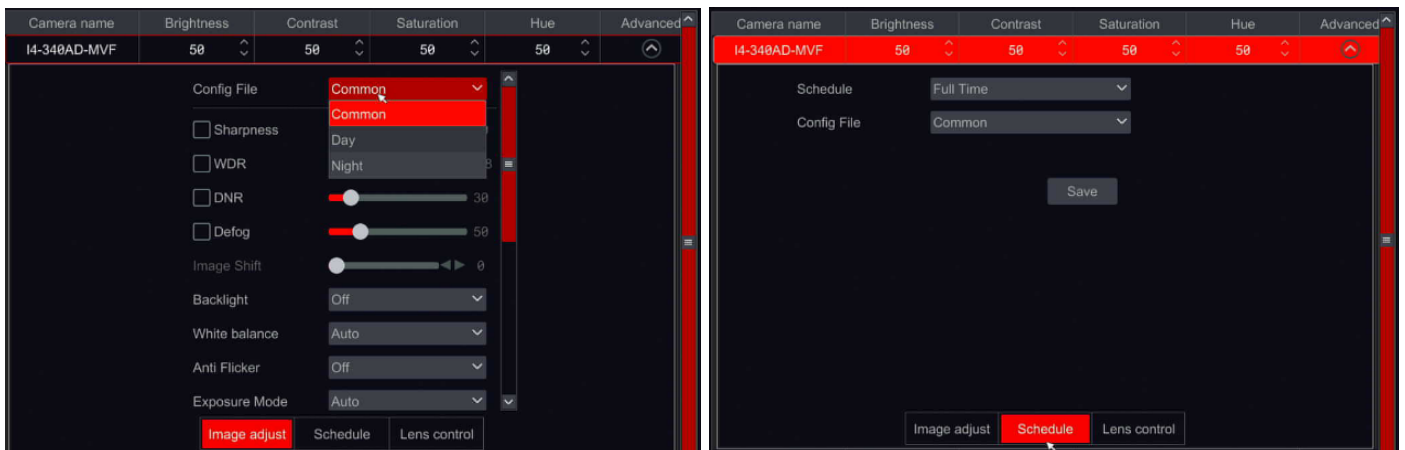 Camera name Brightness Contrast Saturation Hue Advanced
I4-340AD-MVF 50 50 50 50
Config File Common
Common
Sharpness
Day
WDR
Night
DNR 30
Defog 50
Image Shift 0
Backlight Off
White balance Auto
Anti Flicker Off
Exposure Mode Auto
Image adjust Schedule Lens control
Camera name Brightness Contrast Saturation Hue Advanced
I4-340AD-MVF 50 50 50 50
Schedule Full Time
Config File Common
Save
Image adjust Schedule Lens control